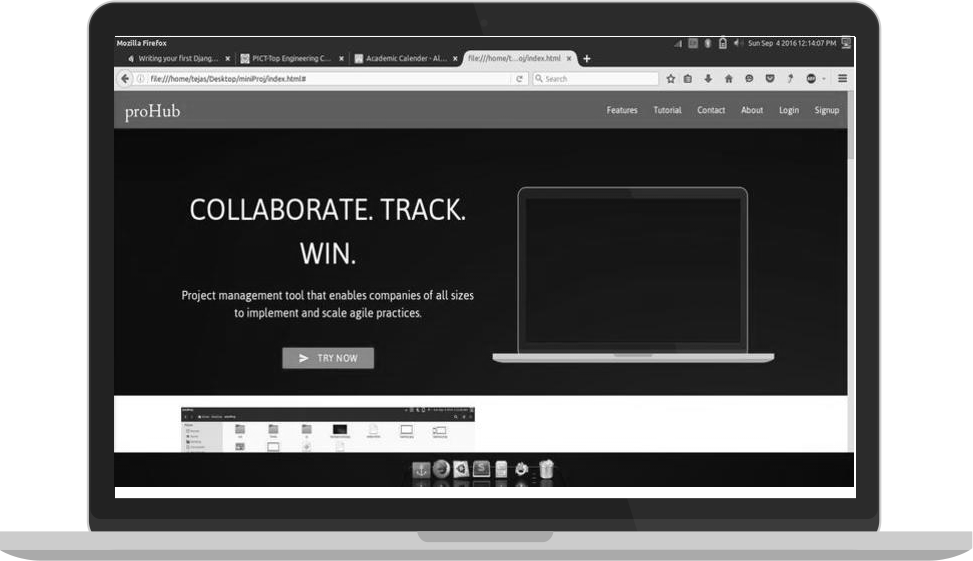 Mozilla Firefox
Sun Sep 4 2016 12:14:07 PM
Writing your first Djang...
PICT-Top Engineering C...
Academic Calender - Al...
file:///home/t...oj/index.html
file:///home/tejas/Desktop/miniProj/index.html#
Search
proHub
Features
Tutorial
Contact
About
Login
Signup
COLLABORATE. TRACK.
WIN.
Project management tool that enables companies of all sizes
to implement and scale agile practices.
TRY NOW